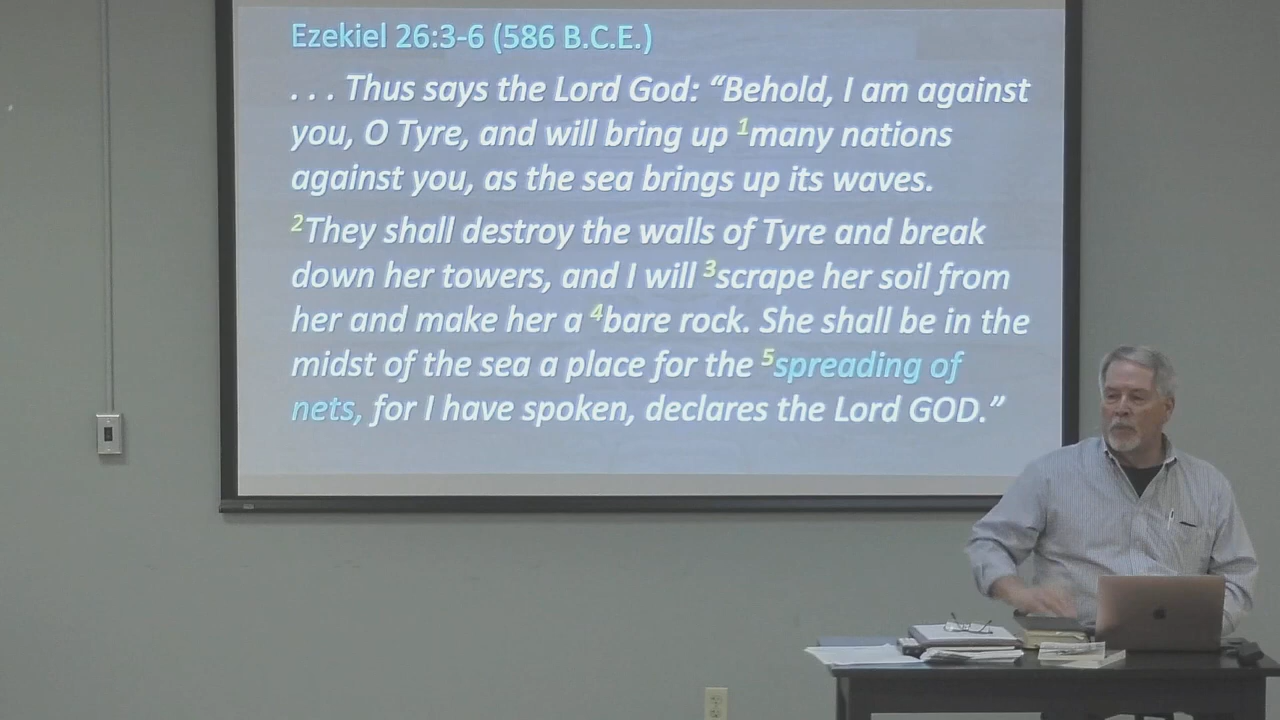 Ezekiel 26:3-6 (586 B.C.E.)
. . . Thus says the Lord God: “Behold, I am against
you, O Tyre, and will bring up 1many nations
against you, as the sea brings up its waves.
2They shall destroy the walls of Tyre and break
down her towers, and I will 3scrape her soil from
her and make her a 4bare rock. She shall be in the
midst of the sea a place for the 5spreading of
nets, for I have spoken, declares the Lord GOD.”